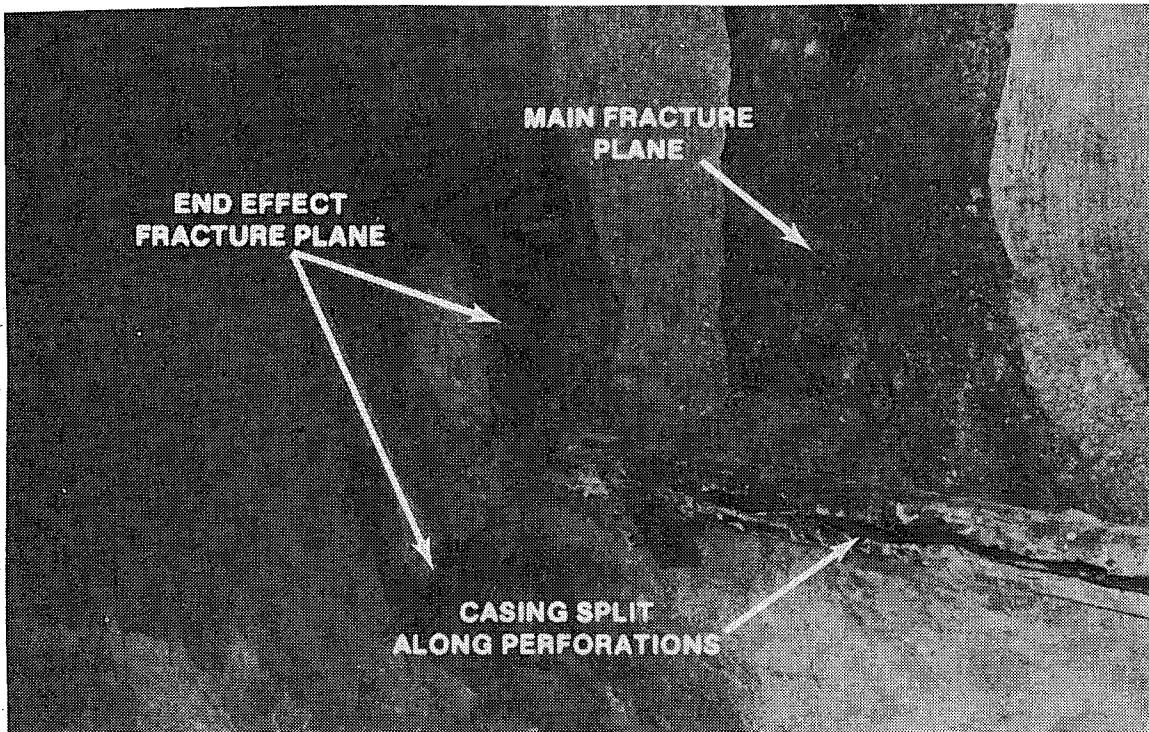 MAIN FRACTURE
PLANE
END EFFECT
FRACTURE PLANE
CASING SPLIT
ALONG PERFORATIONS